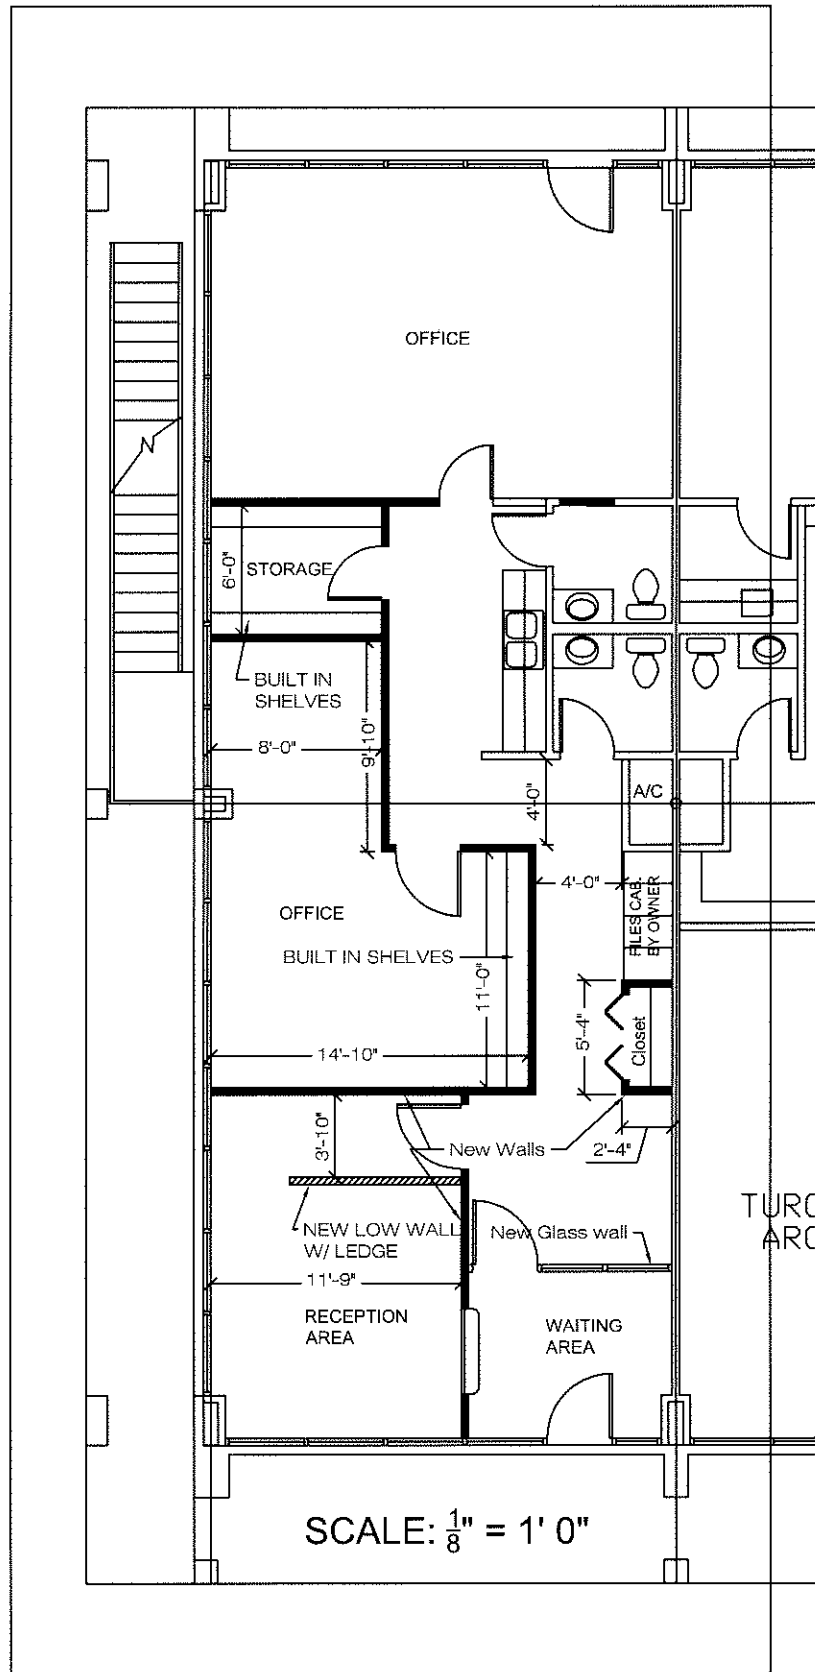 OFFICE
N
6'-0"
STORAGE
BUILT IN
SHELVES
8'-0"
9'-10"
4'-0"
A/C
4'-0"
FILES CAB.
BY OWNER
OFFICE
BUILT IN SHELVES
11'-0"
14'-10"
5'-4"
Closet
3'-10"
New Walls
2'-4"
NEW LOW WALL
W/ LEDGE
New Glass wall
11'-9"
RECEPTION
AREA
WAITING
AREA
SCALE: 1/8" = 1' 0"